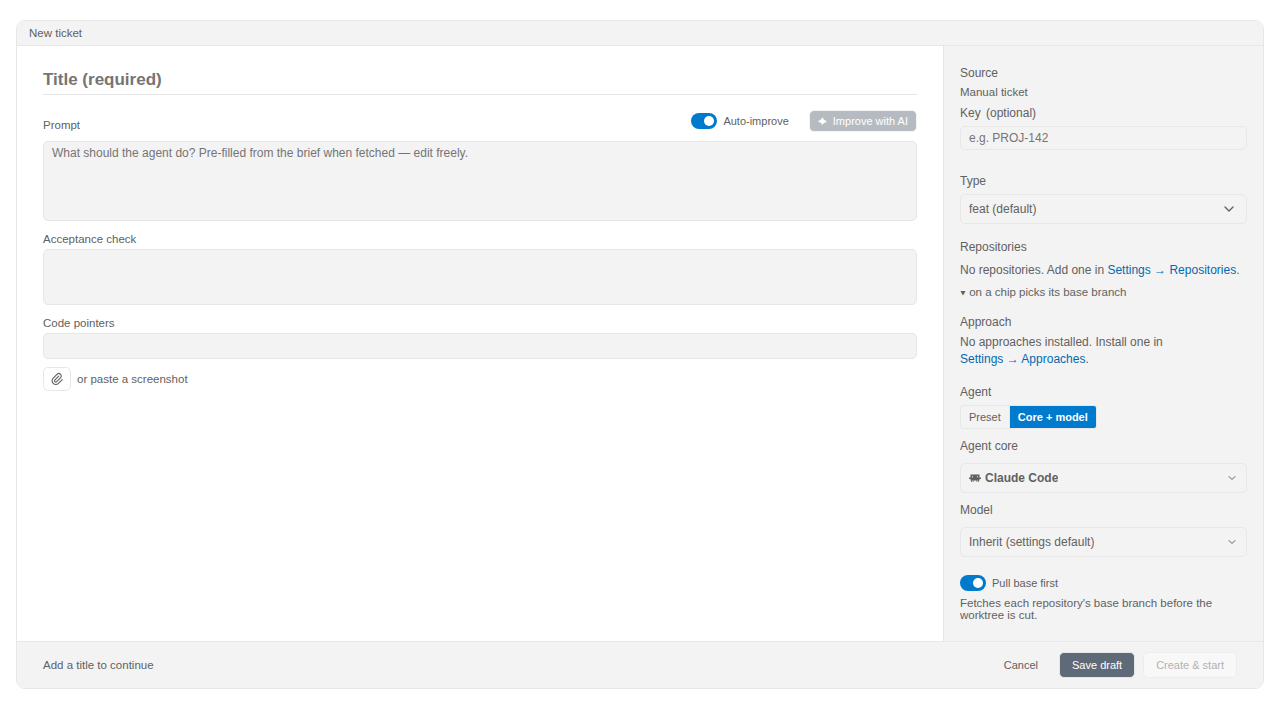 New ticket
Title (required)
Prompt
Auto-improve
Improve with AI
What should the agent do? Pre-filled from the brief when fetched — edit freely.
Acceptance check
Code pointers
or paste a screenshot
Source
Manual ticket
Key (optional)
e.g. PROJ-142
Type
feat (default)
Repositories
No repositories. Add one in Settings → Repositories.
▾ on a chip picks its base branch
Approach
No approaches installed. Install one in
Settings → Approaches.
Agent
Preset
Core + model
Agent core
Claude Code
Model
Inherit (settings default)
Pull base first
Fetches each repository's base branch before the
worktree is cut.
Add a title to continue
Cancel
Save draft
Create & start